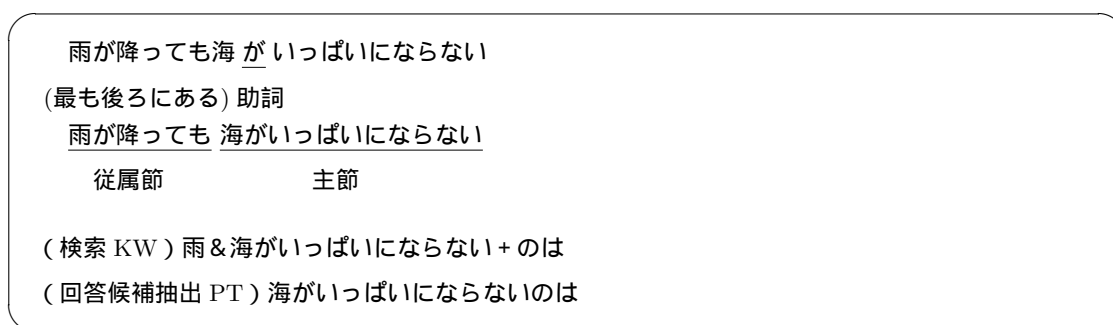 雨が降っても海がいっぱいにならない
(最も後ろにある) 助詞
雨が降っても 海がいっぱいにならない
従属節 主節
(検索 KW) 雨&海がいっぱいにならない+のは
(回答候補抽出 PT) 海がいっぱいにならないのは